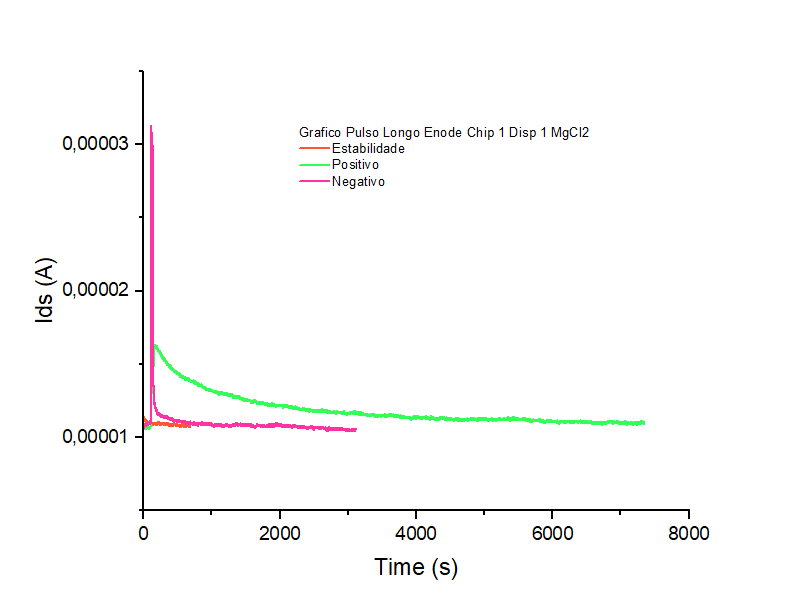 0,00003
Grafico Pulso Longo Enode Chip 1 Disp 1 MgCl2
Estabilidade
Positivo
Negativo
0,00002
Ids (A)
0,00001
0 2000 4000 6000 8000
Time (s)